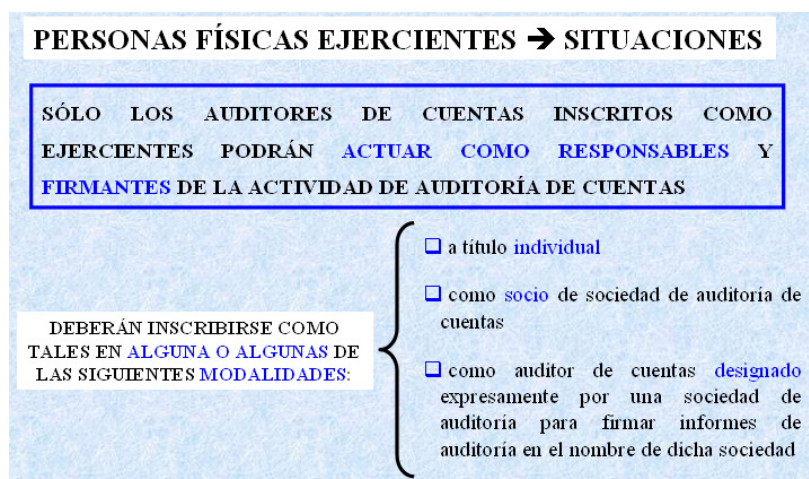 PERSONAS FÍSICAS EJERCIENTES → SITUACIONES
SÓLO LOS AUDITORES DE CUENTAS INSCRITOS COMO
EJERCIENTES PODRÁN ACTUAR COMO RESPONSABLES Y
FIRMANTES DE LA ACTIVIDAD DE AUDITORÍA DE CUENTAS
DEBERÁN INSCRIBIRSE COMO
TALES EN ALGUNA O ALGUNAS DE
LAS SIGUIENTES MODALIDADES:
❑ a título individual
❑ como socio de sociedad de auditoría de
cuentas
❑ como auditor de cuentas designado
expresamente por una sociedad de
auditoría para firmar informes de
auditoría en el nombre de dicha sociedad